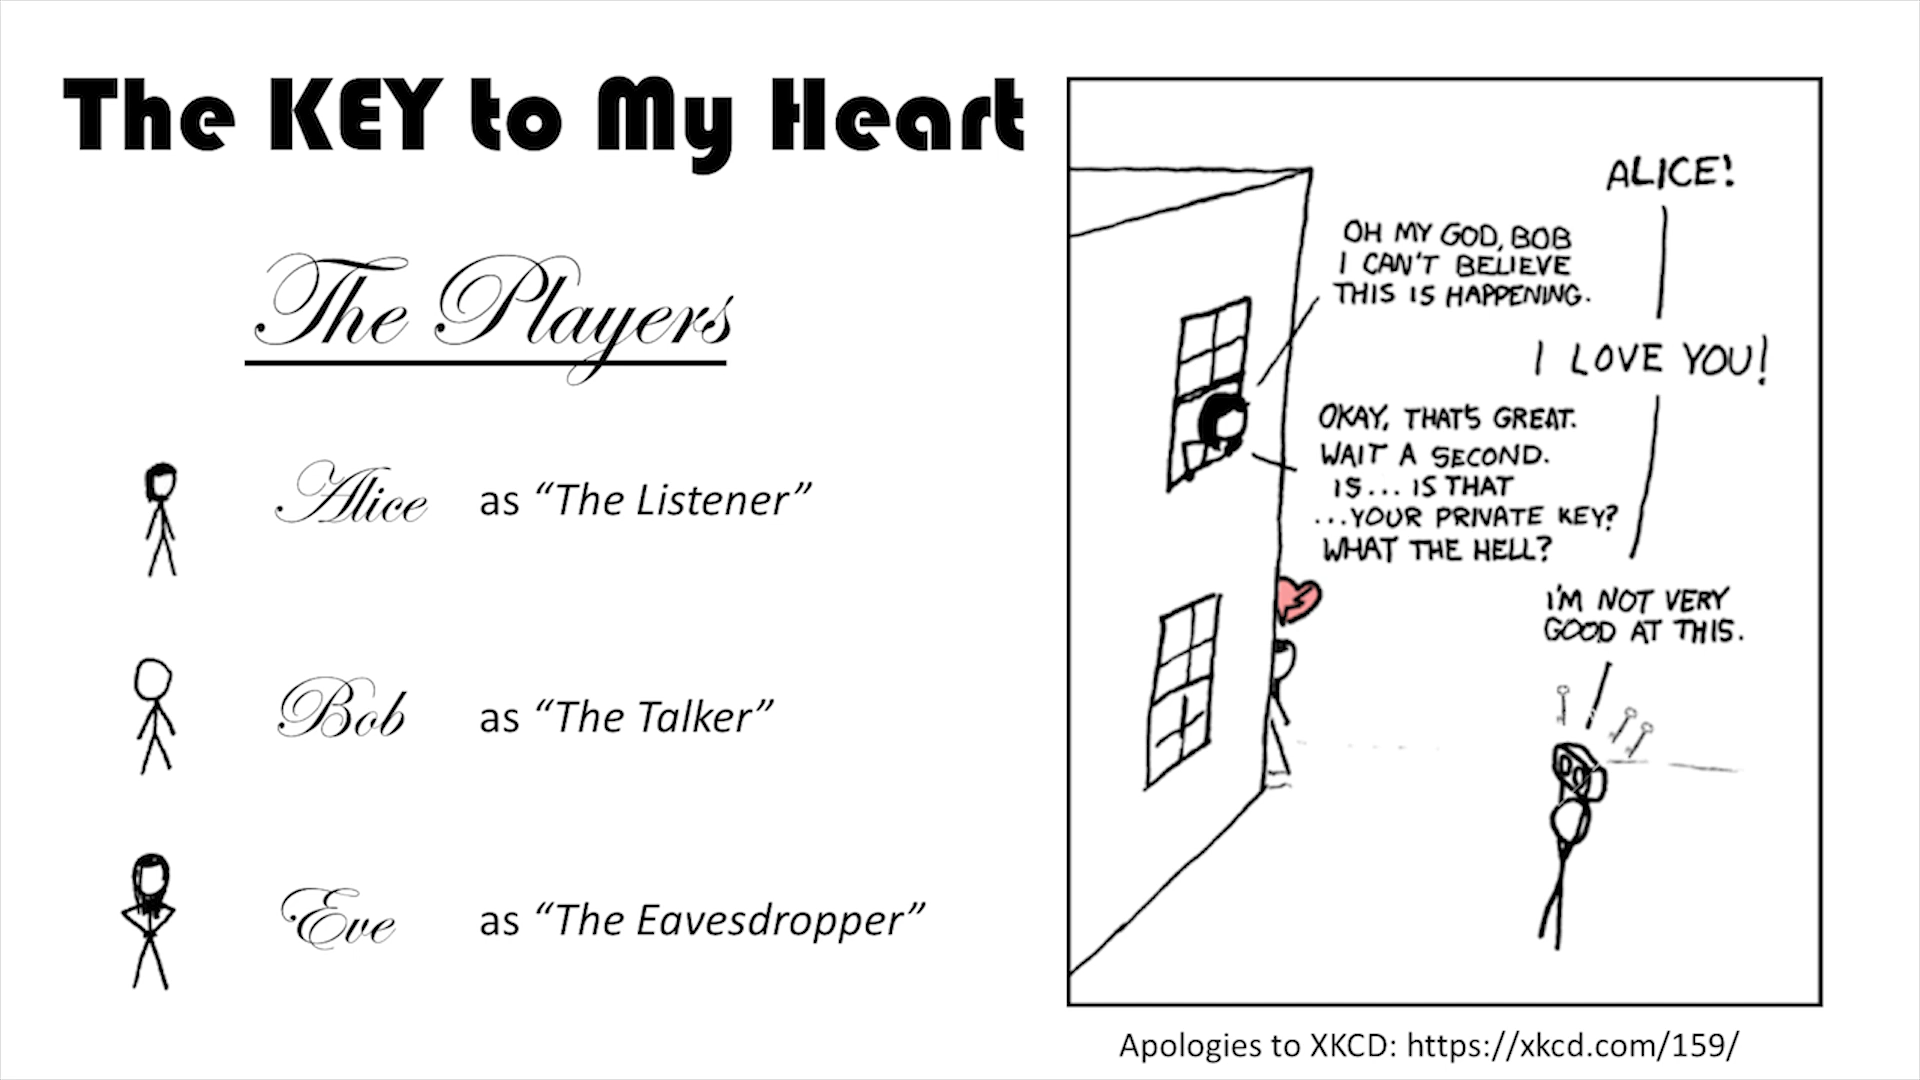 The KEY to My Heart
The Players
Alice as “The Listener”
Bob as “The Talker”
Eve as “The Eavesdropper”
ALICE!
OH MY GOD, BOB
I CAN'T BELIEVE
THIS IS HAPPENING.
I LOVE YOU!
OKAY, THAT'S GREAT.
WAIT A SECOND.
IS... IS THAT
...YOUR PRIVATE KEY?
WHAT THE HELL?
I'M NOT VERY
GOOD AT THIS.
Apologies to XKCD: https://xkcd.com/159/